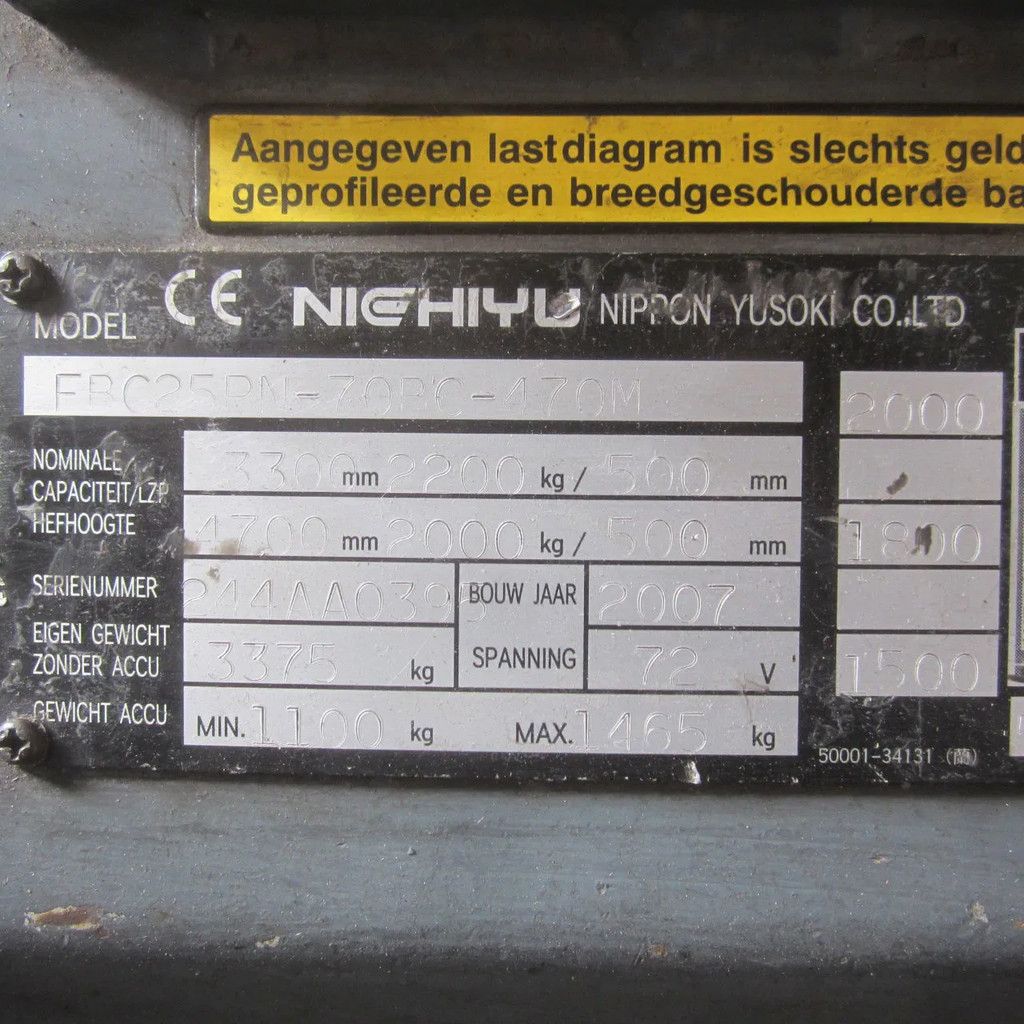 Aangegeven lastdiagram is slechts geld
geprofileerde en breedgeschouderde ba
CE NICHIYU NIPPON YUSOKI CO.,LTD
MODEL
FBC25PN-70BC-470M
2000
NOMINALE
CAPACITEIT/LZP
HEFHOOGTE
3300 mm 2200 kg / 500 mm
4700 mm 2000 kg / 500 mm
1800
SERIENUMMER
244AA0395
BOUW JAAR 2007
EIGEN GEWICHT
ZONDER ACCU
3375 kg
SPANNING 72 V
1500
GEWICHT ACCU
MIN. 1100 kg MAX. 1465 kg
50001-34131 (蘭)